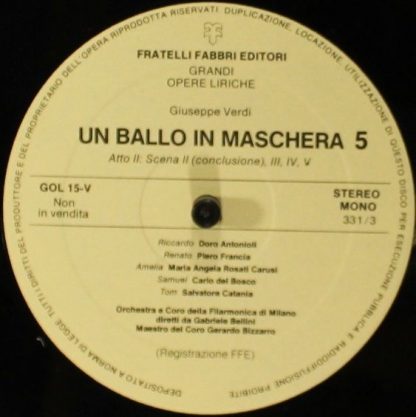 DEPOSITATO A NORMA DI LEGGE. TUTTI I DIRITTI DEL PRODUTTORE E DEL PROPRIETARIO DELL'OPERA RIPRODOTTA RISERVATI. DUPLICAZIONE, LOCAZIONE, UTILIZZAZIONE DI QUESTO DISCO PER ESECUZIONE PUBBLICA E RADIODIFFUSIONE PROIBITE
FRATELLI FABBRI EDITORI
GRANDI
OPERE LIRICHE
Giuseppe Verdi
UN BALLO IN MASCHERA 5
Atto II: Scena II (conclusione), III, IV, V
GOL 15-V
Non
in vendita
STEREO
MONO
33 1/3
Riccardo Doro Antonioli
Renato Piero Francia
Amelia Maria Angela Rosati Carusi
Samuel Carlo del Bosco
Tom Salvatore Catania
Orchestra e Coro della Filarmonica di Milano
diretti da Gabriele Bellini
Maestro del Coro Gerardo Bizzarro
(Registrazione FFE)